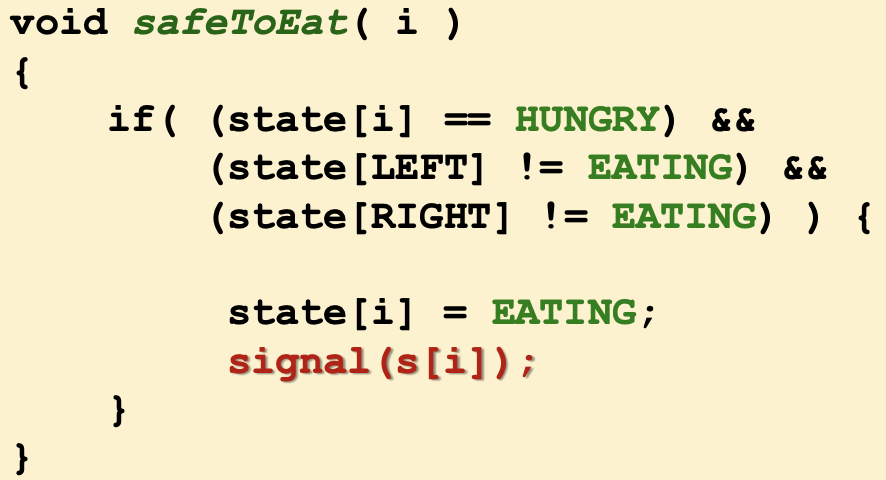 void safeToEat( i )
{
if( (state[i] == HUNGRY) &&
(state[LEFT] != EATING) &&
(state[RIGHT] != EATING) ) {
state[i] = EATING;
signal(s[i]);
}
}